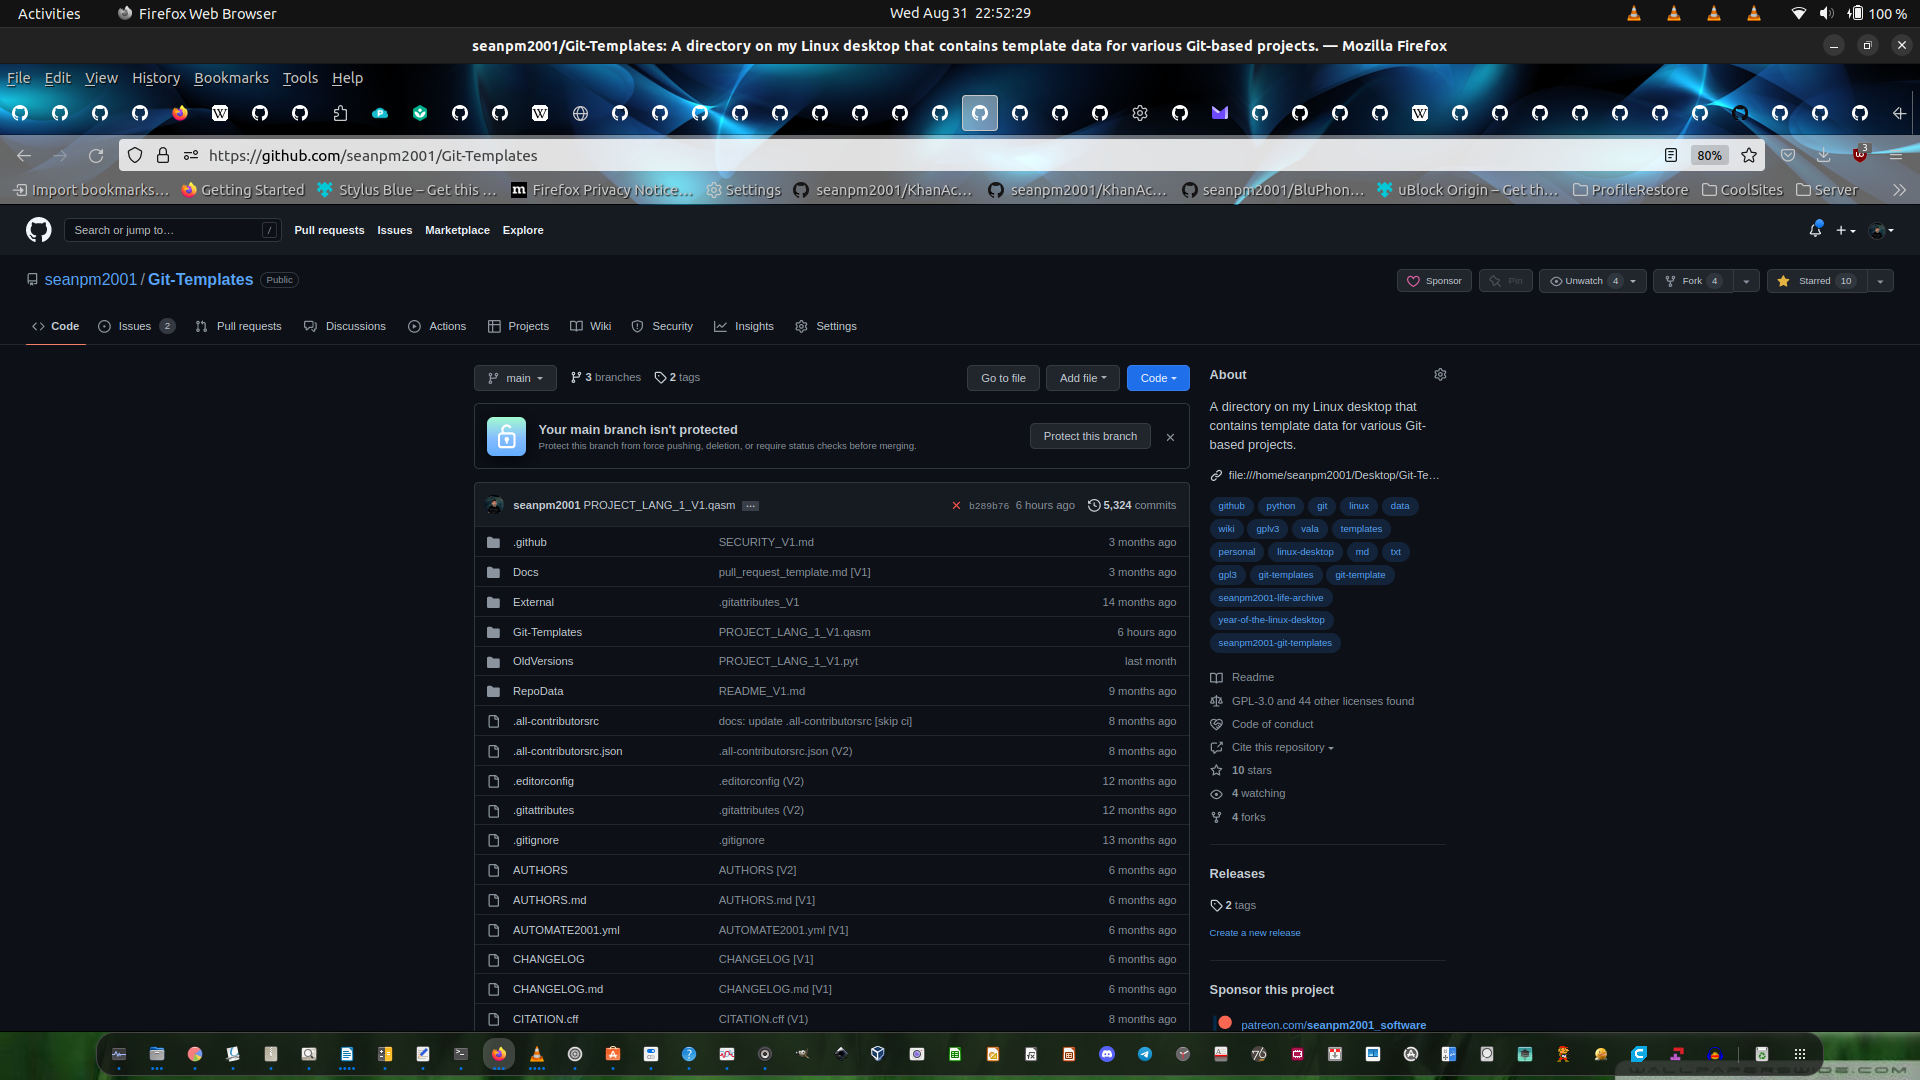 Activities Firefox Web Browser Wed Aug 31 22:52:29 100 %
seanpm2001/Git-Templates: A directory on my Linux desktop that contains template data for various Git-based projects. — Mozilla Firefox
File Edit View History Bookmarks Tools Help
https://github.com/seanpm2001/Git-Templates 80% 3
Import bookmarks… Getting Started Stylus Blue – Get this … Firefox Privacy Notice… Settings seanpm2001/KhanAc… seanpm2001/KhanAc… seanpm2001/BluPhon… uBlock Origin – Get th… ProfileRestore CoolSites Server
Search or jump to… / Pull requests Issues Marketplace Explore
seanpm2001 / Git-Templates Public Sponsor Pin Unwatch 4 Fork 4 Starred 10
Code Issues 2 Pull requests Discussions Actions Projects Wiki Security Insights Settings
main 3 branches 2 tags Go to file Add file Code
Your main branch isn't protected
Protect this branch from force pushing, deletion, or require status checks before merging.
Protect this branch
seanpm2001 PROJECT_LANG_1_V1.qasm … b289b76 6 hours ago 5,324 commits
.github SECURITY_V1.md 3 months ago
Docs pull_request_template.md [V1] 3 months ago
External .gitattributes_V1 14 months ago
Git-Templates PROJECT_LANG_1_V1.qasm 6 hours ago
OldVersions PROJECT_LANG_1_V1.pyt last month
RepoData README_V1.md 9 months ago
.all-contributorsrc docs: update .all-contributorsrc [skip ci] 8 months ago
.all-contributorsrc.json .all-contributorsrc.json (V2) 8 months ago
.editorconfig .editorconfig (V2) 12 months ago
.gitattributes .gitattributes (V2) 12 months ago
.gitignore .gitignore 13 months ago
AUTHORS AUTHORS [V2] 6 months ago
AUTHORS.md AUTHORS.md [V1] 6 months ago
AUTOMATE2001.yml AUTOMATE2001.yml [V1] 6 months ago
CHANGELOG CHANGELOG [V1] 6 months ago
CHANGELOG.md CHANGELOG.md [V1] 6 months ago
CITATION.cff CITATION.cff (V1) 8 months ago
About
A directory on my Linux desktop that
contains template data for various Git-
based projects.
file:///home/seanpm2001/Desktop/Git-Te…
github python git linux data
wiki gplv3 vala templates
personal linux-desktop md txt
gpl3 git-templates git-template
seanpm2001-life-archive
year-of-the-linux-desktop
seanpm2001-git-templates
Readme
GPL-3.0 and 44 other licenses found
Code of conduct
Cite this repository
10 stars
4 watching
4 forks
Releases
2 tags
Create a new release
Sponsor this project
patreon.com/seanpm2001_software
WALLPAPERSWIDE.COM